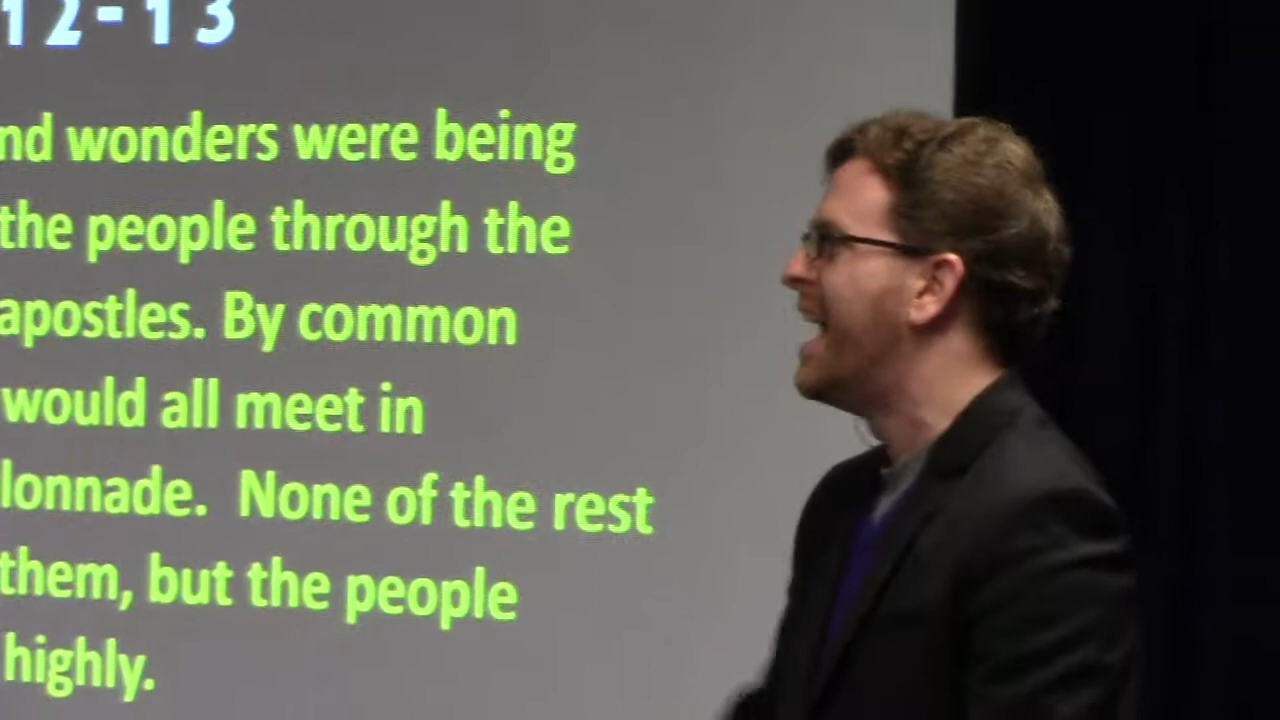 12-13
nd wonders were being
the people through the
apostles. By common
would all meet in
lonnade. None of the rest
them, but the people
highly.